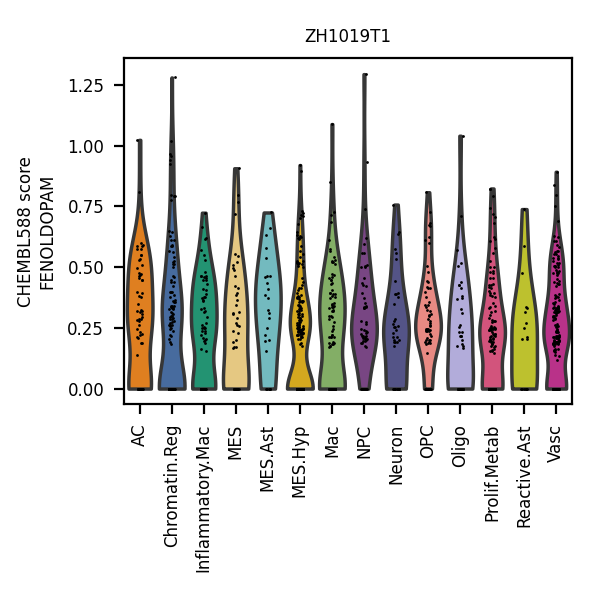 ZH1019T1
CHEMBL588 score
FENOLDOPAM
1.25
1.00
0.75
0.50
0.25
0.00
AC
Chromatin.Reg
Inflammatory.Mac
MES
MES.Ast
MES.Hyp
Mac
NPC
Neuron
OPC
Oligo
Prolif.Metab
Reactive.Ast
Vasc